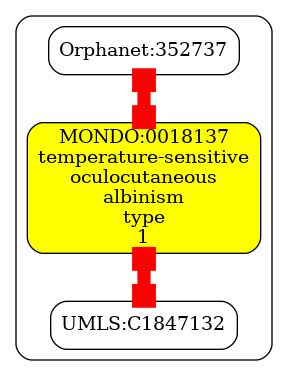 Orphanet:352737
MONDO:0018137
temperature-sensitive
oculocutaneous
albinism
type
1
UMLS:C1847132